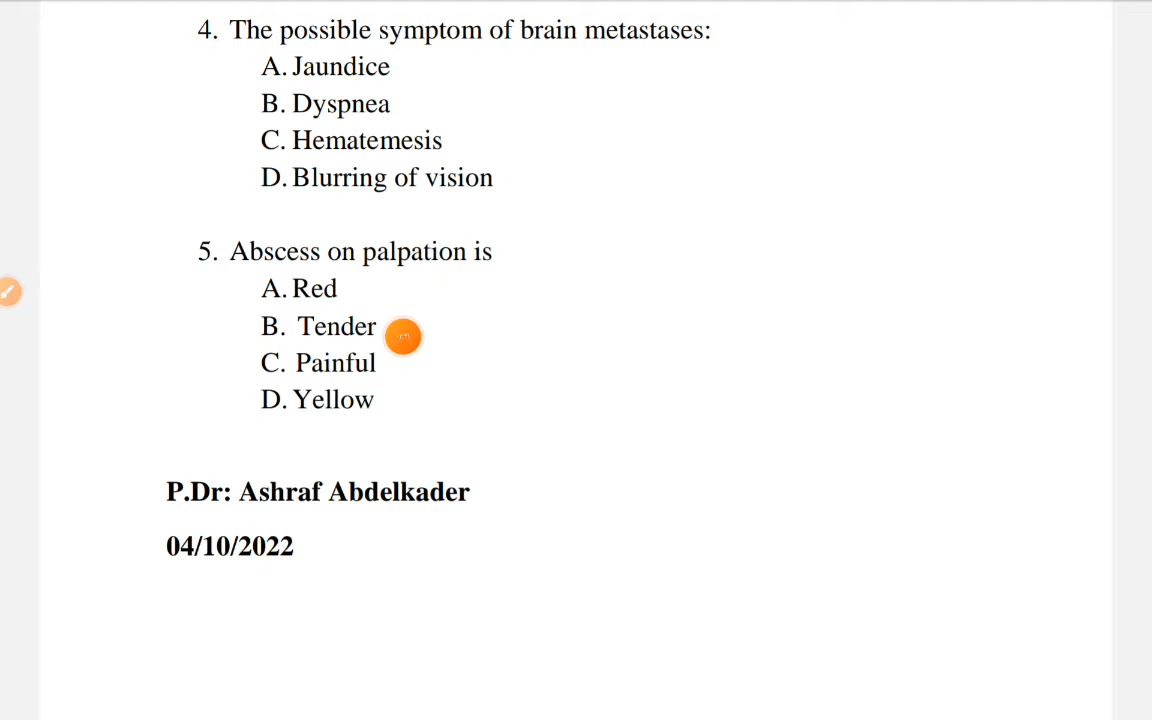 4. The possible symptom of brain metastases:
A. Jaundice
B. Dyspnea
C. Hematemesis
D. Blurring of vision
5. Abscess on palpation is
A. Red
B. Tender
C. Painful
D. Yellow
P.Dr: Ashraf Abdelkader
04/10/2022